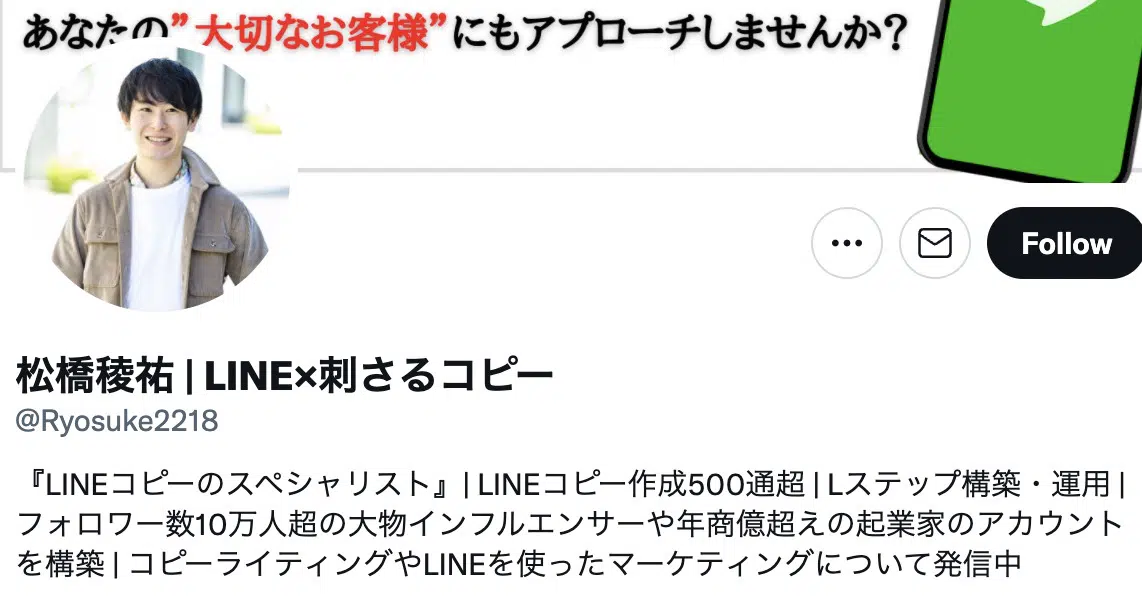 あなたの”大切なお客様”にもアプローチしませんか?
Follow
松橋稜祐 | LINE×刺さるコピー
@Ryosuke2218
『LINEコピーのスペシャリスト』| LINEコピー作成500通超 | Lステップ構築・運用 |
フォロワー数10万人超の大物インフルエンサーや年商億超えの起業家のアカウント
を構築 | コピーライティングやLINEを使ったマーケティングについて発信中